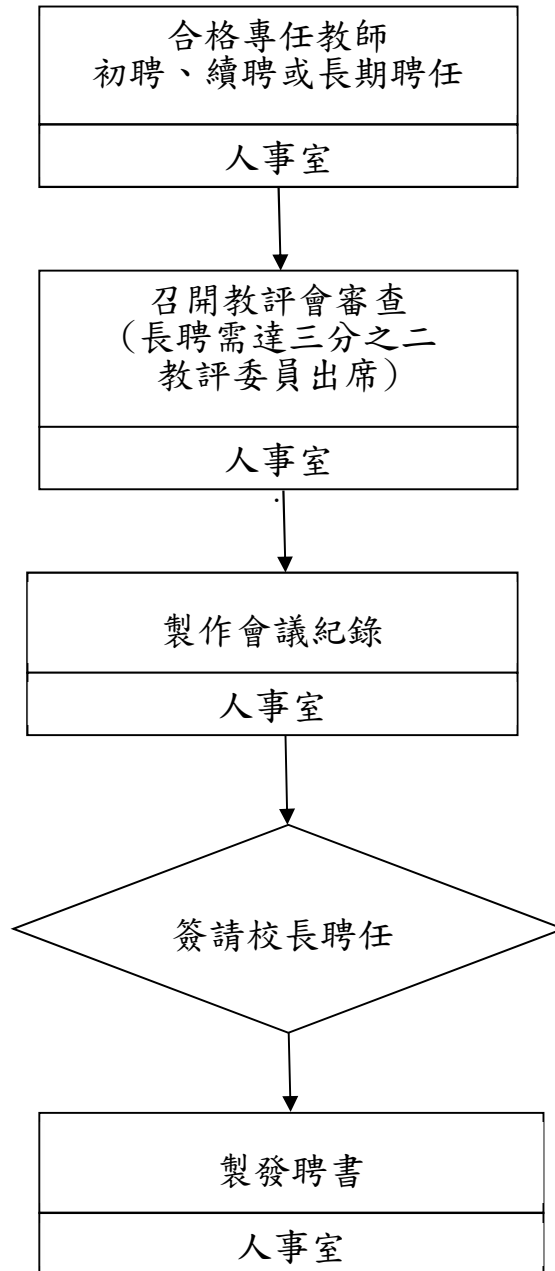 合格專任教師
初聘、續聘或長期聘任
人事室
召開教評會審查
（長聘需達三分之二
教評委員出席）
人事室
.
製作會議紀錄
人事室
簽請校長聘任
製發聘書
人事室